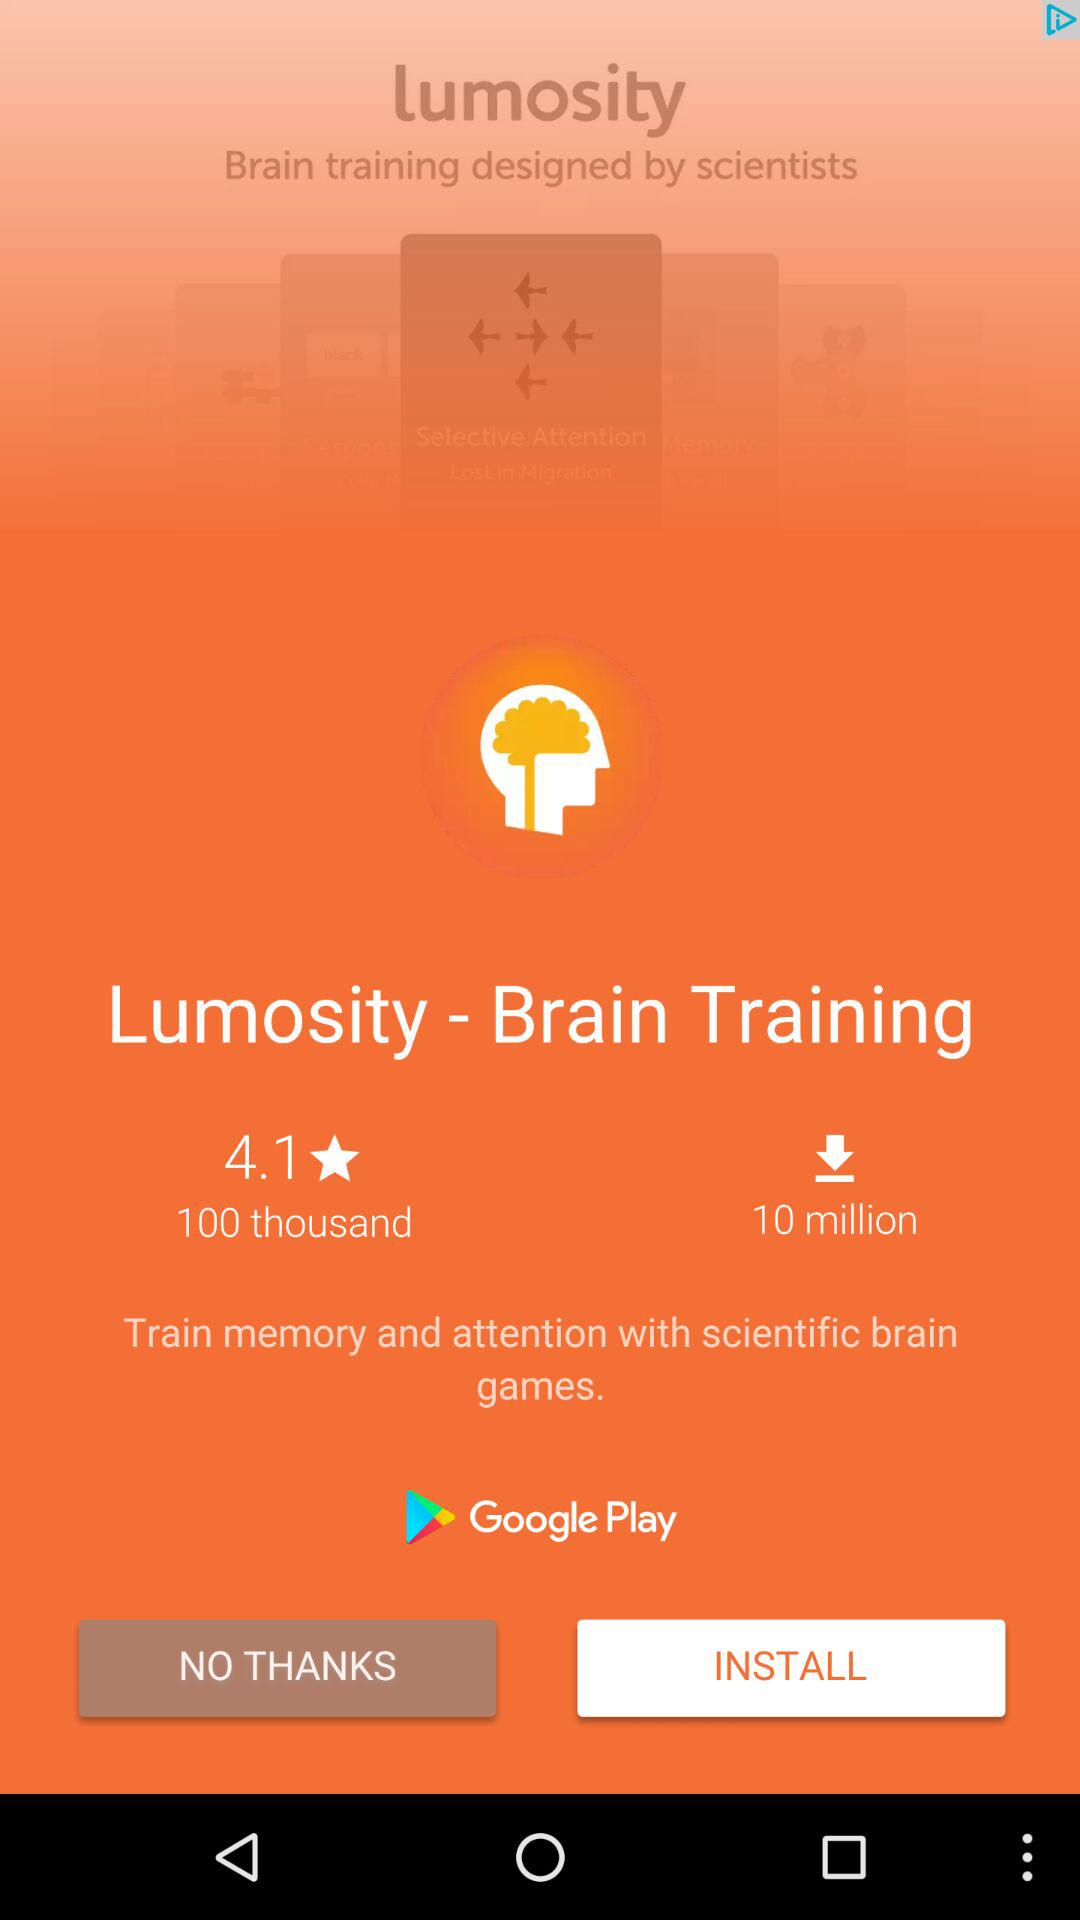 lumosity
Brain training designed by scientists
black
Respons
Selective Attention
Memory
Lost in Migration
Lumosity - Brain Training
4.1★
100 thousand
10 million
Train memory and attention with scientific brain
games.
Google Play
NO THANKS
INSTALL